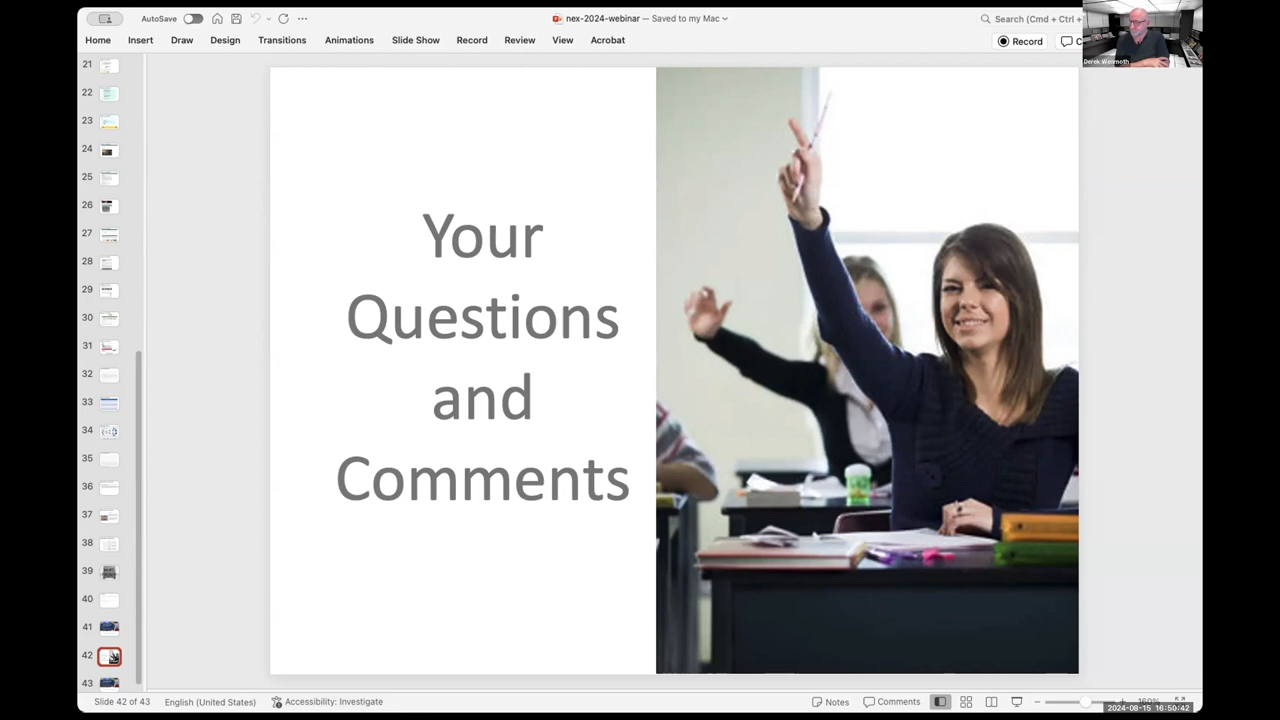 AutoSave
nex-2024-webinar — Saved to my Mac
Search (Cmd + Ctrl +
Home Insert Draw Design Transitions Animations Slide Show Record Review View Acrobat
Record
Derek Wenmoth
21
22
23
24
25
26
27
28
29
30
31
32
33
34
35
36
37
38
39
40
41
42
43
Your
Questions
and
Comments
Slide 42 of 43 English (United States) Accessibility: Investigate Notes Comments
2024-08-15 16:50:42